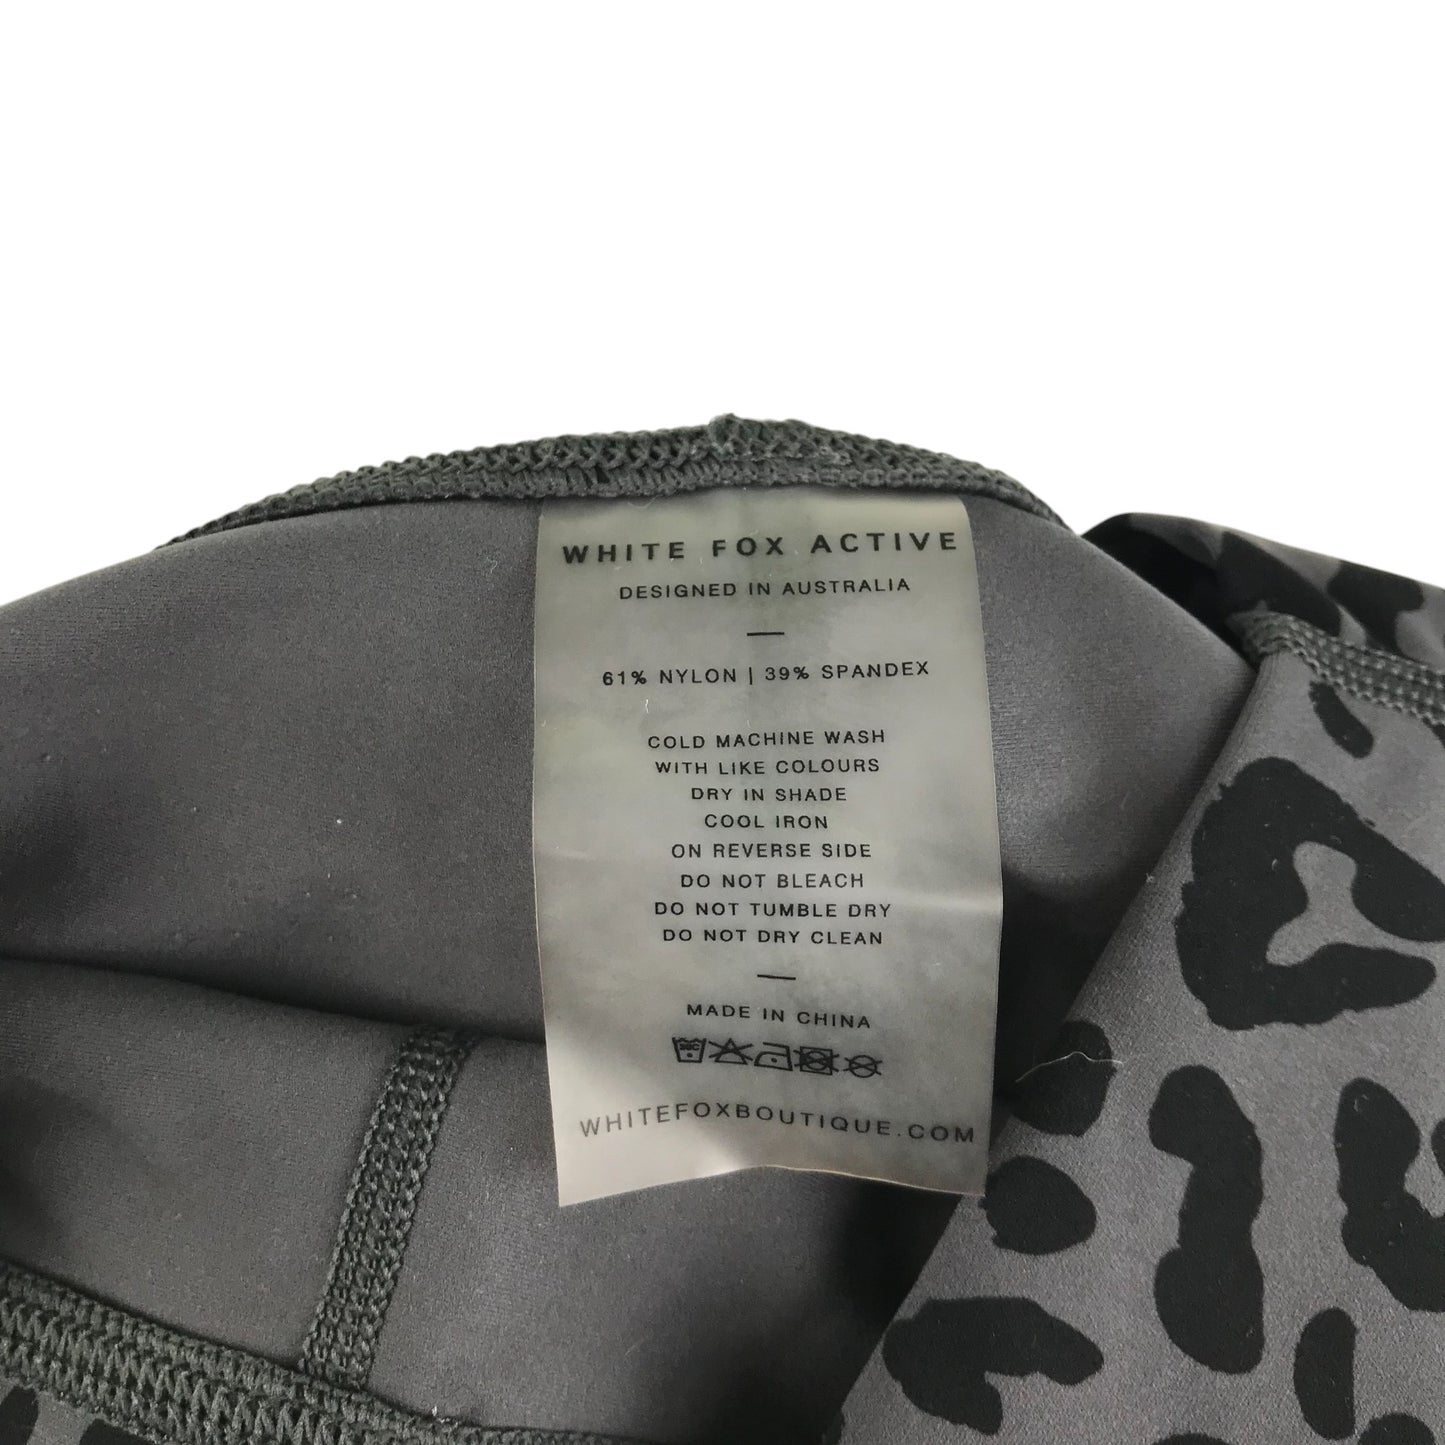 WHITE FOX ACTIVE
DESIGNED IN AUSTRALIA
61% NYLON | 39% SPANDEX
COLD MACHINE WASH
WITH LIKE COLOURS
DRY IN SHADE
COOL IRON
ON REVERSE SIDE
DO NOT BLEACH
DO NOT TUMBLE DRY
DO NOT DRY CLEAN
MADE IN CHINA
30C
WHITEFOXBOUTIQUE.COM